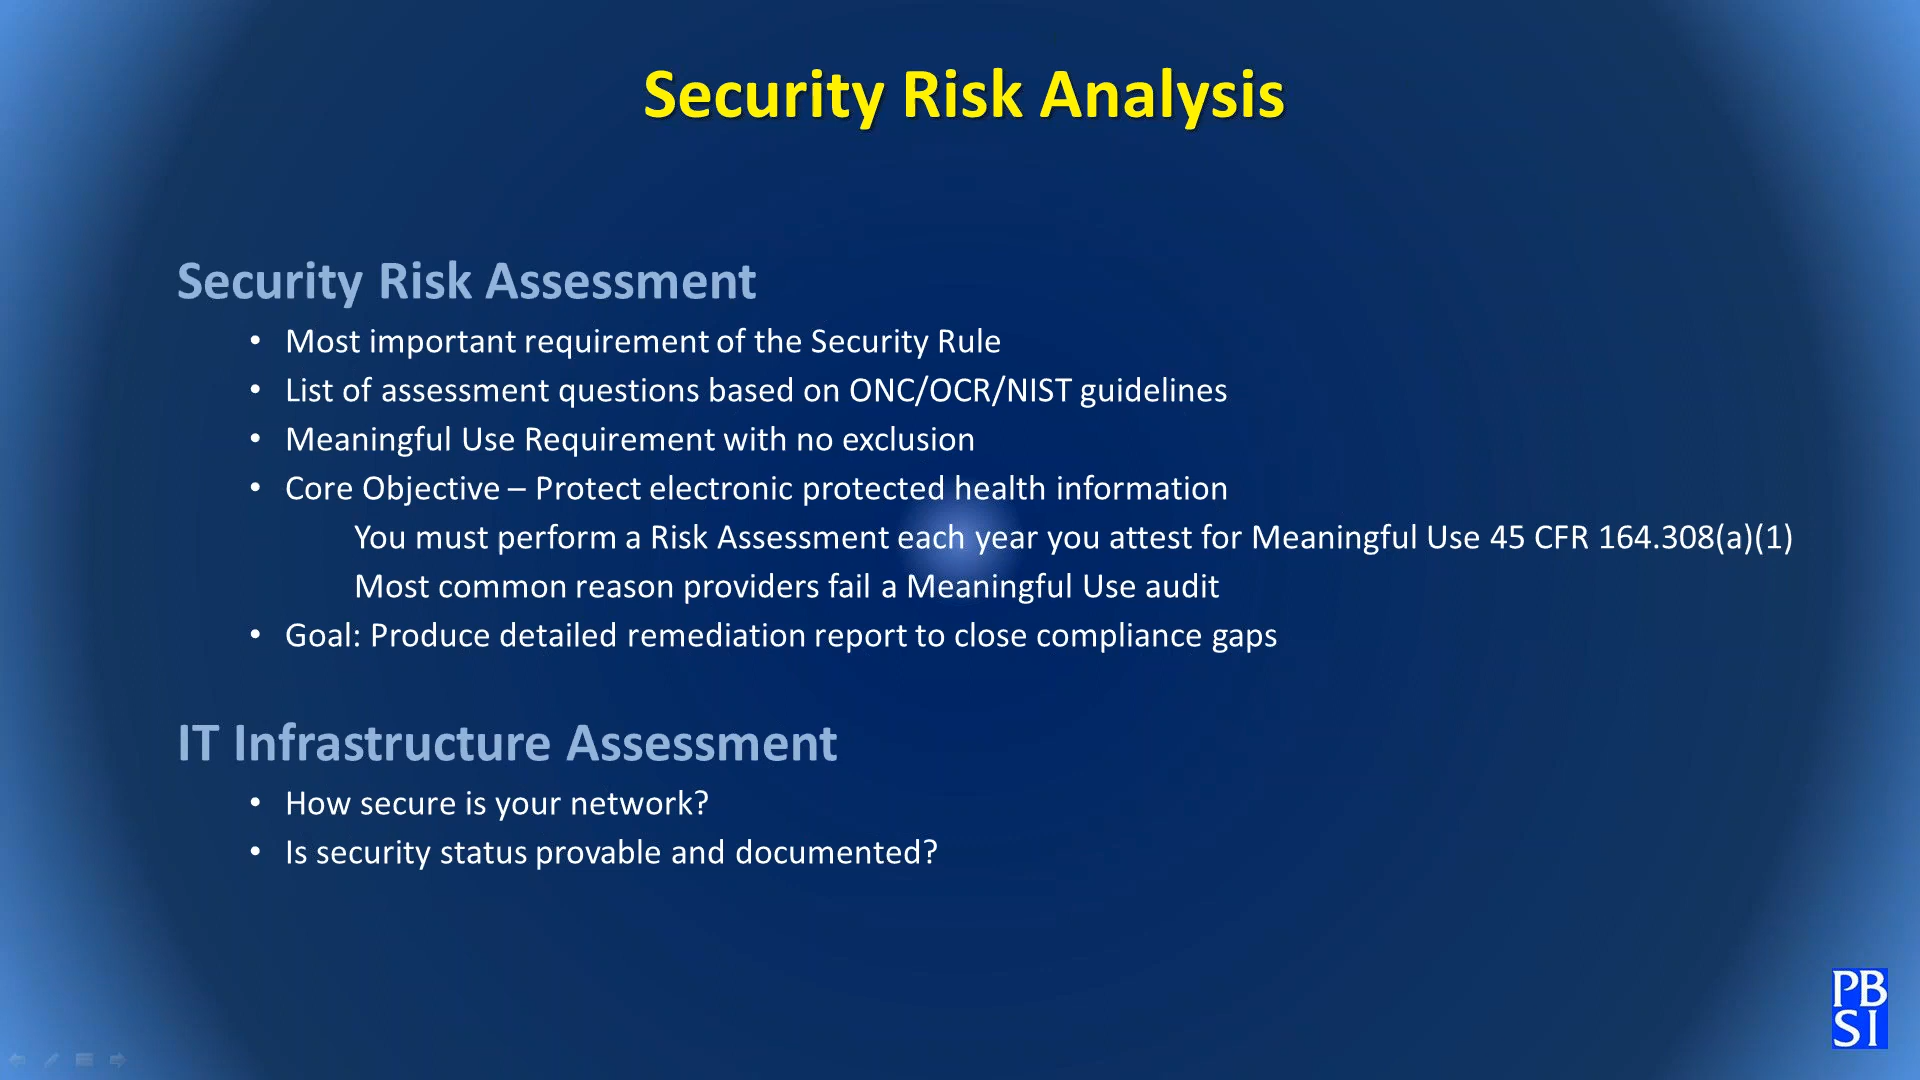 Security Risk Analysis
Security Risk Assessment
• Most important requirement of the Security Rule
• List of assessment questions based on ONC/OCR/NIST guidelines
• Meaningful Use Requirement with no exclusion
• Core Objective – Protect electronic protected health information
You must perform a Risk Assessment each year you attest for Meaningful Use 45 CFR 164.308(a)(1)
Most common reason providers fail a Meaningful Use audit
• Goal: Produce detailed remediation report to close compliance gaps
IT Infrastructure Assessment
• How secure is your network?
• Is security status provable and documented?
PB
SI